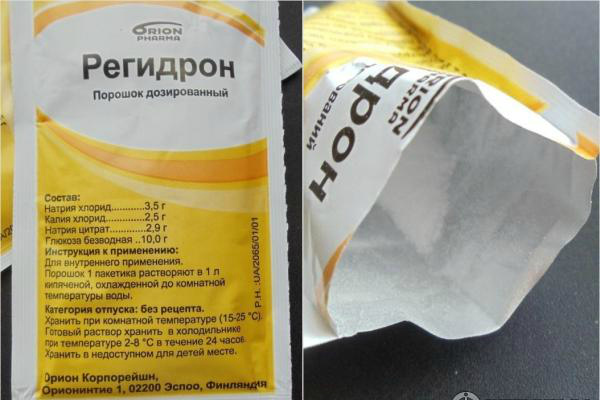 ORION
PHARMA
Регидрон
Порошок дозированный
Состав:
Натрия хлорид............3,5 г
Калия хлорид..............2,5 г
Натрия цитрат............2,9 г
Глюкоза безводная ..10,0 г
Инструкция к применению:
Для внутреннего применения.
Порошок 1 пакетика растворяют в 1 л
кипяченой, охлажденной до комнатной
температуры воды.
Категория отпуска: без рецепта.
Хранить при комнатной температуре (15-25 °C).
Готовый раствор хранить в холодильнике
при температуре 2-8 °C в течение 24 часов.
Хранить в недоступном для детей месте.
Орион Корпорейшн,
Орионинтие 1, 02200 Эспоо, Финляндия
Р.Н.:UA/2065/01/01